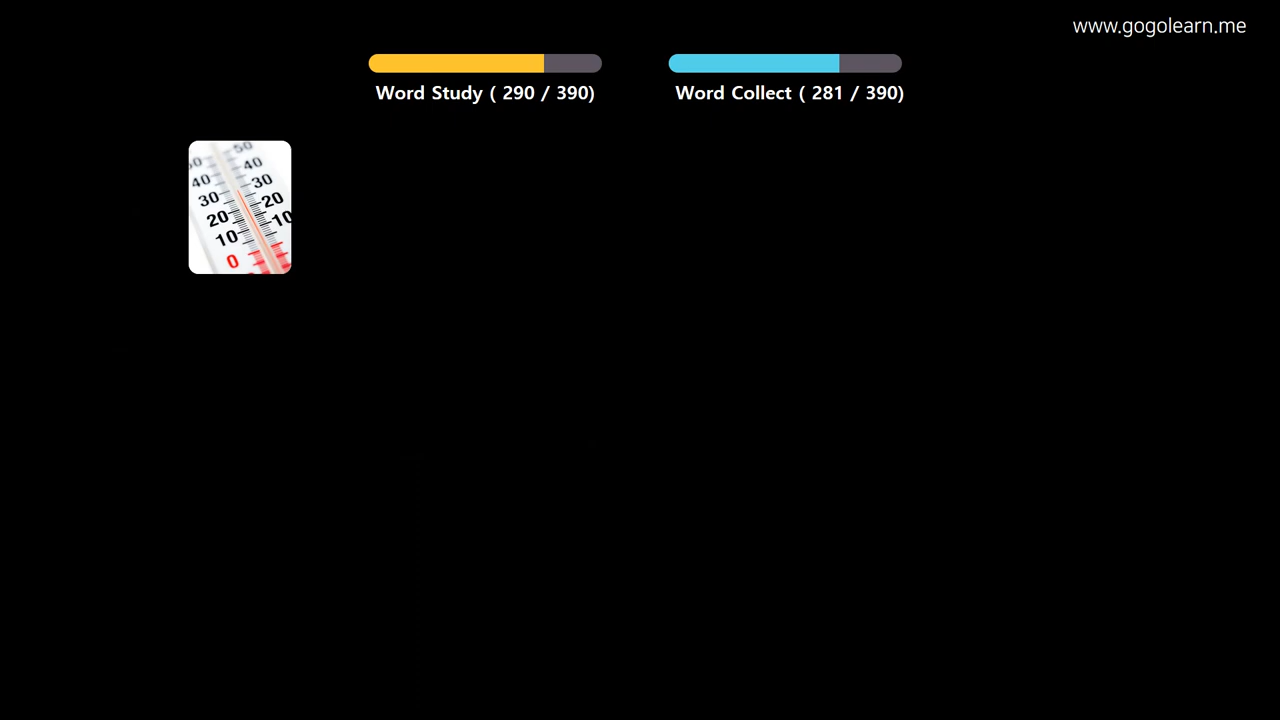 www.gogolearn.me
Word Study ( 290 / 390)
Word Collect ( 281 / 390)
50
40 40
30 30
20 20
10 10
0